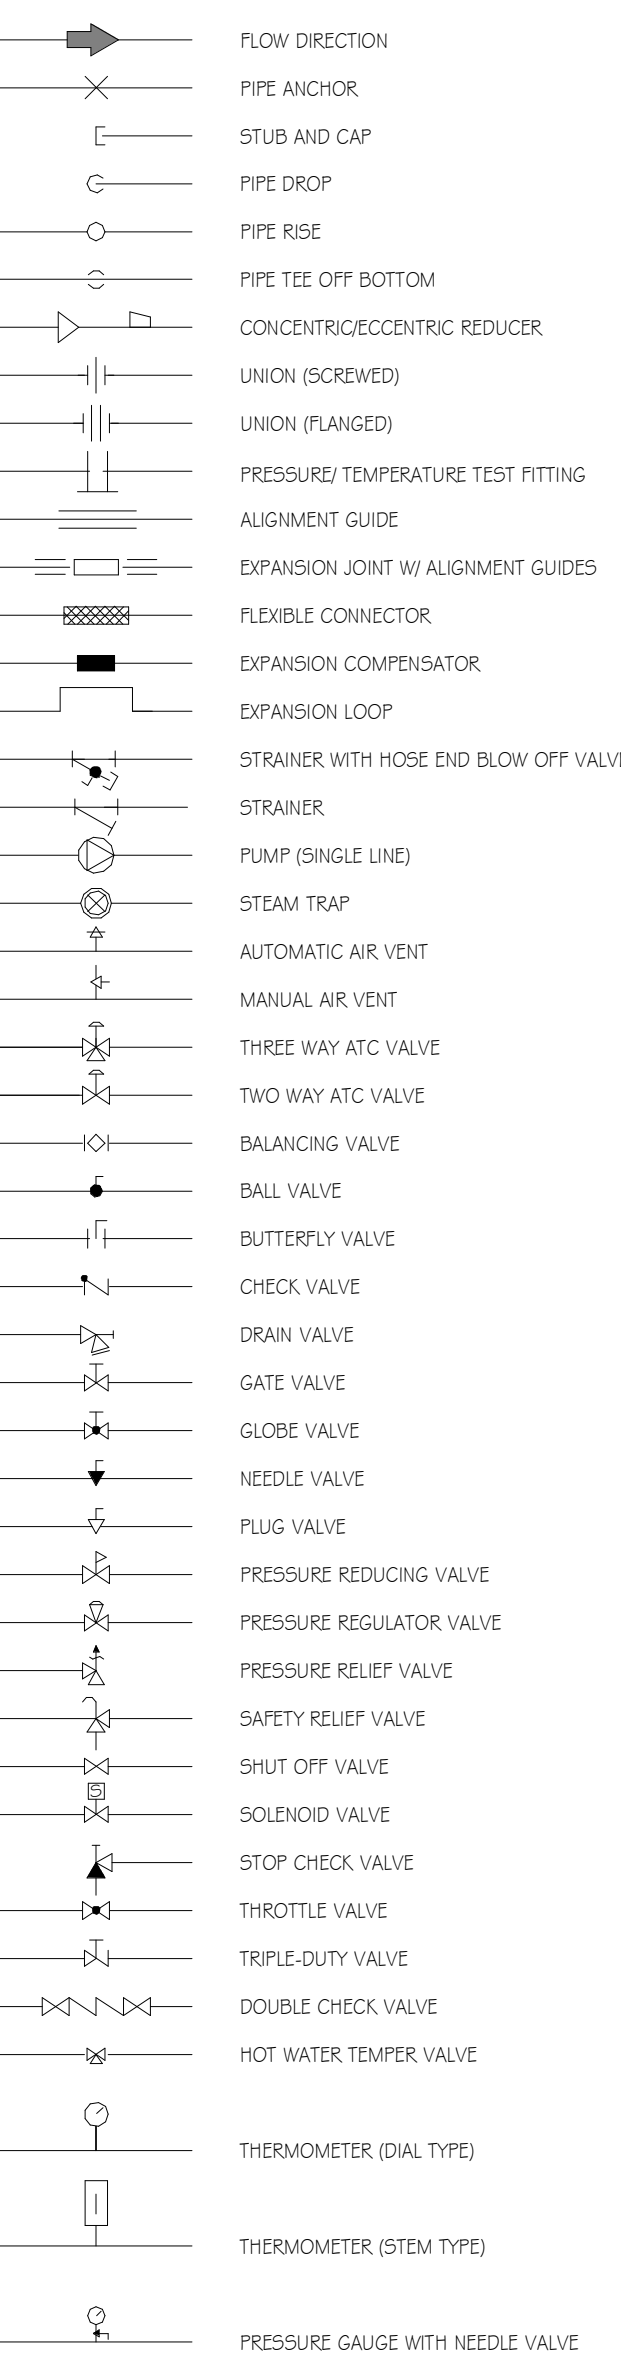 FLOW DIRECTION
PIPE ANCHOR
STUB AND CAP
PIPE DROP
PIPE RISE
PIPE TEE OFF BOTTOM
CONCENTRIC/ECCENTRIC REDUCER
UNION (SCREWED)
UNION (FLANGED)
PRESSURE/ TEMPERATURE TEST FITTING
ALIGNMENT GUIDE
EXPANSION JOINT W/ ALIGNMENT GUIDES
FLEXIBLE CONNECTOR
EXPANSION COMPENSATOR
EXPANSION LOOP
STRAINER WITH HOSE END BLOW OFF VALV
STRAINER
PUMP (SINGLE LINE)
STEAM TRAP
AUTOMATIC AIR VENT
MANUAL AIR VENT
THREE WAY ATC VALVE
TWO WAY ATC VALVE
BALANCING VALVE
BALL VALVE
BUTTERFLY VALVE
CHECK VALVE
DRAIN VALVE
GATE VALVE
GLOBE VALVE
NEEDLE VALVE
PLUG VALVE
PRESSURE REDUCING VALVE
PRESSURE REGULATOR VALVE
PRESSURE RELIEF VALVE
SAFETY RELIEF VALVE
SHUT OFF VALVE
S
SOLENOID VALVE
STOP CHECK VALVE
THROTTLE VALVE
TRIPLE-DUTY VALVE
DOUBLE CHECK VALVE
HOT WATER TEMPER VALVE
THERMOMETER (DIAL TYPE)
THERMOMETER (STEM TYPE)
PRESSURE GAUGE WITH NEEDLE VALVE